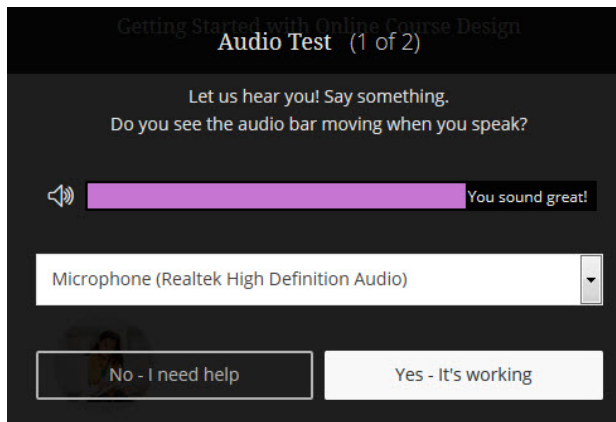 Getting Started with Online Course Design
Audio Test (1 of 2)
Let us hear you! Say something.
Do you see the audio bar moving when you speak?
You sound great!
Microphone (Realtek High Definition Audio)
No - I need help
Yes - It's working